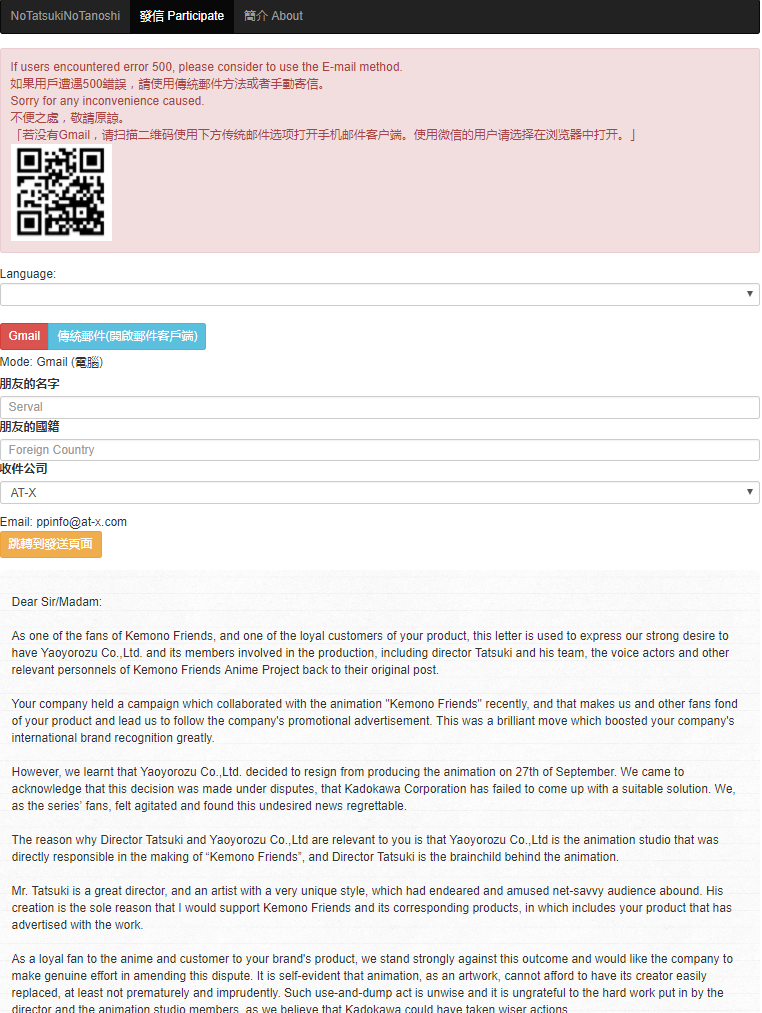 NoTatsukiNoTanoshi 發信 Participate 簡介 About
If users encountered error 500, please consider to use the E-mail method.
如果用戶遭遇500錯誤，請使用傳統郵件方法或者手動寄信。
Sorry for any inconvenience caused.
不便之處，敬請原諒。
「若没有Gmail，请扫描二维码使用下方传统邮件选项打开手机邮件客户端。使用微信的用户请选择在浏览器中打开。」
Language:
Gmail 傳統郵件(開啟郵件客戶端)
Mode: Gmail (電腦)
朋友的名字
Serval
朋友的國籍
Foreign Country
收件公司
AT-X
Email: ppinfo@at-x.com
跳轉到發送頁面
Dear Sir/Madam:
As one of the fans of Kemono Friends, and one of the loyal customers of your product, this letter is used to express our strong desire to
have Yaoyorozu Co.,Ltd. and its members involved in the production, including director Tatsuki and his team, the voice actors and other
relevant personnels of Kemono Friends Anime Project back to their original post.
Your company held a campaign which collaborated with the animation "Kemono Friends" recently, and that makes us and other fans fond
of your product and lead us to follow the company's promotional advertisement. This was a brilliant move which boosted your company's
international brand recognition greatly.
However, we learnt that Yaoyorozu Co.,Ltd. decided to resign from producing the animation on 27th of September. We came to
acknowledge that this decision was made under disputes, that Kadokawa Corporation has failed to come up with a suitable solution. We,
as the series' fans, felt agitated and found this undesired news regrettable.
The reason why Director Tatsuki and Yaoyorozu Co.,Ltd are relevant to you is that Yaoyorozu Co.,Ltd is the animation studio that was
directly responsible in the making of “Kemono Friends”, and Director Tatsuki is the brainchild behind the animation.
Mr. Tatsuki is a great director, and an artist with a very unique style, which had endeared and amused net-savvy audience abound. His
creation is the sole reason that I would support Kemono Friends and its corresponding products, in which includes your product that has
advertised with the work.
As a loyal fan to the anime and customer to your brand's product, we stand strongly against this outcome and would like the company to
make genuine effort in amending this dispute. It is self-evident that animation, as an artwork, cannot afford to have its creator easily
replaced, at least not prematurely and imprudently. Such use-and-dump act is unwise and it is ungrateful to the hard work put in by the
director and the animation studio members, as we believe that Kadokawa could have taken wiser actions.